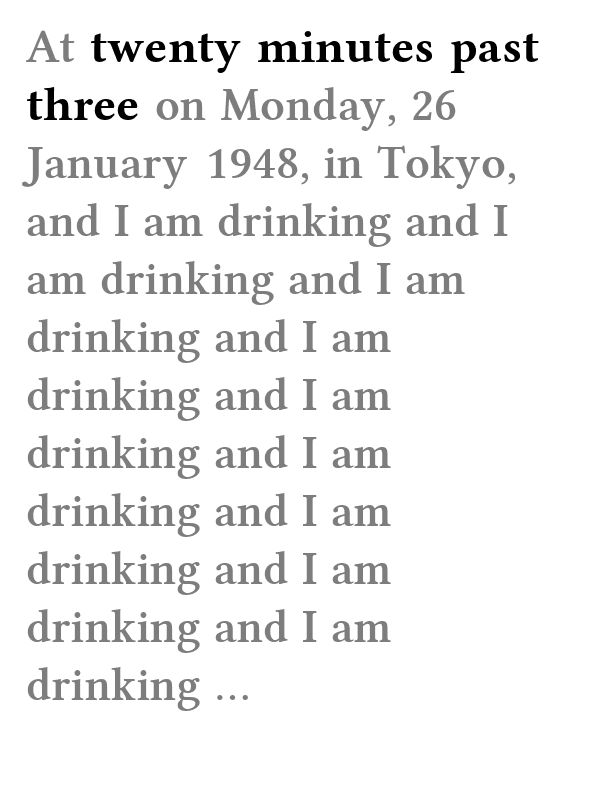 At twenty minutes past
three on Monday, 26
January 1948, in Tokyo,
and I am drinking and I
am drinking and I am
drinking and I am
drinking and I am
drinking and I am
drinking and I am
drinking and I am
drinking and I am
drinking ...